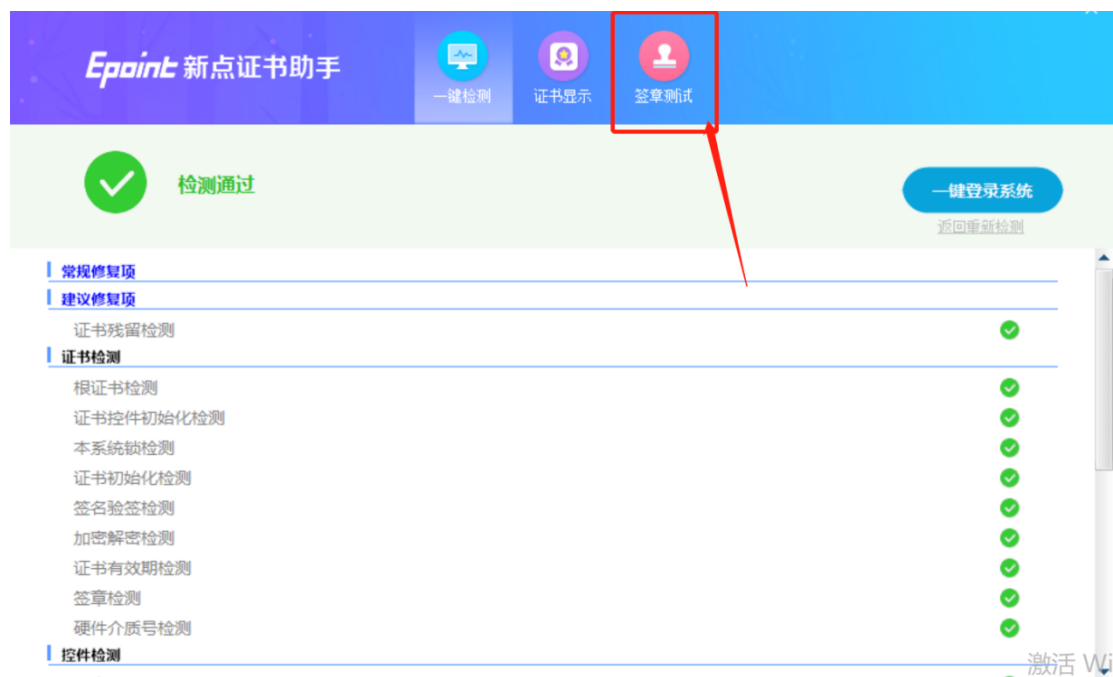 Epoint 新点证书助手
一键检测 证书显示 签章测试
检测通过
一键登录系统
返回重新检测
常规修复项
建议修复项
证书残留检测
证书检测
根证书检测
证书控件初始化检测
本系统锁检测
证书初始化检测
签名验签检测
加密解密检测
证书有效期检测
签章检测
硬件介质号检测
控件检测
激活 Wi